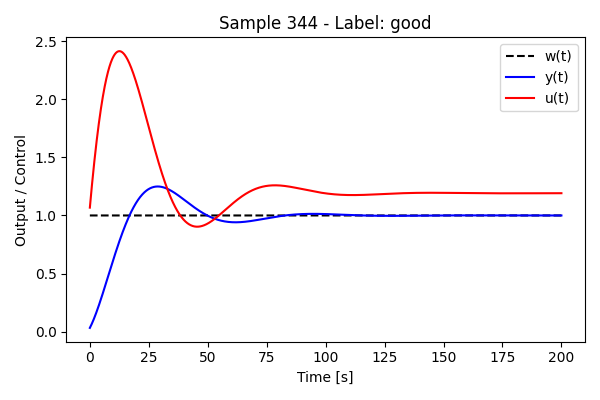 Sample 344 - Label: good
2.5
2.0
1.5
1.0
0.5
0.0
Output / Control
w(t)
y(t)
u(t)
0 25 50 75 100 125 150 175 200
Time [s]